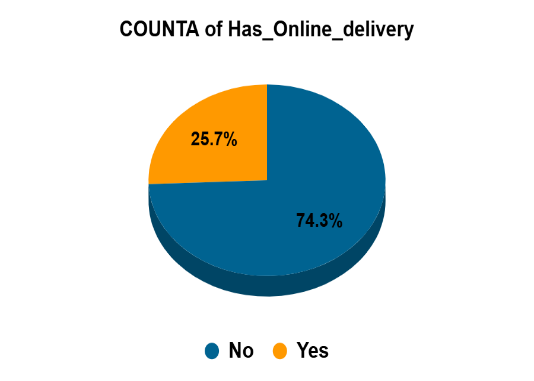 COUNTA of Has_Online_delivery
25.7%
74.3%
No Yes